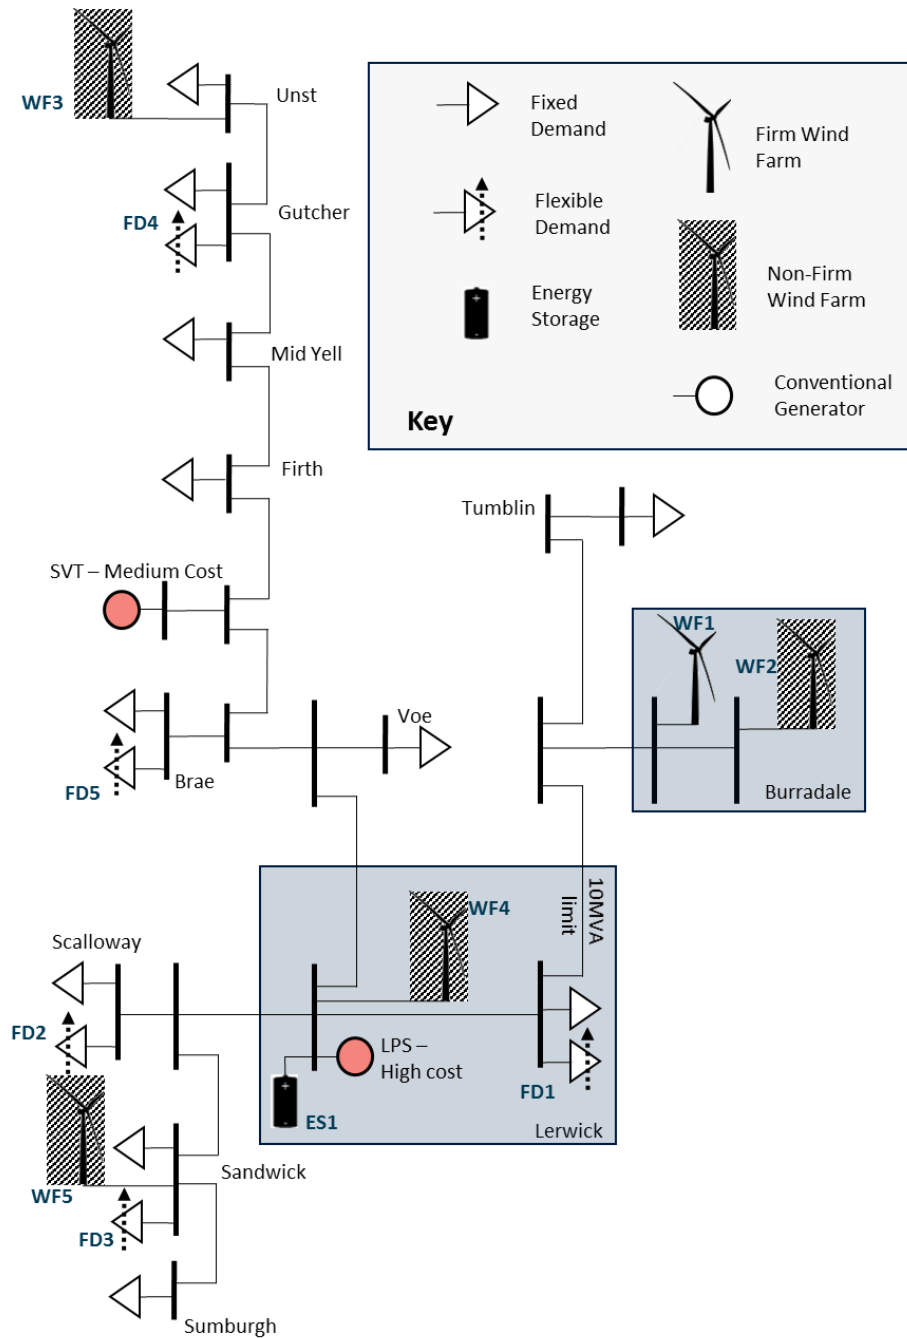 WF3
Unst
Fixed
Demand
Firm Wind
Farm
Gutcher
FD4
Flexible
Demand
Non-Firm
Wind Farm
Energy
Storage
Mid Yell
Conventional
Generator
Key
Firth
Tumblin
SVT – Medium Cost
WF1
WF2
Voe
Brae
FD5
Burradale
10MVA
limit
WF4
Scalloway
FD2
LPS –
High cost
FD1
ES1
Lerwick
Sandwick
WF5
FD3
Sumburgh